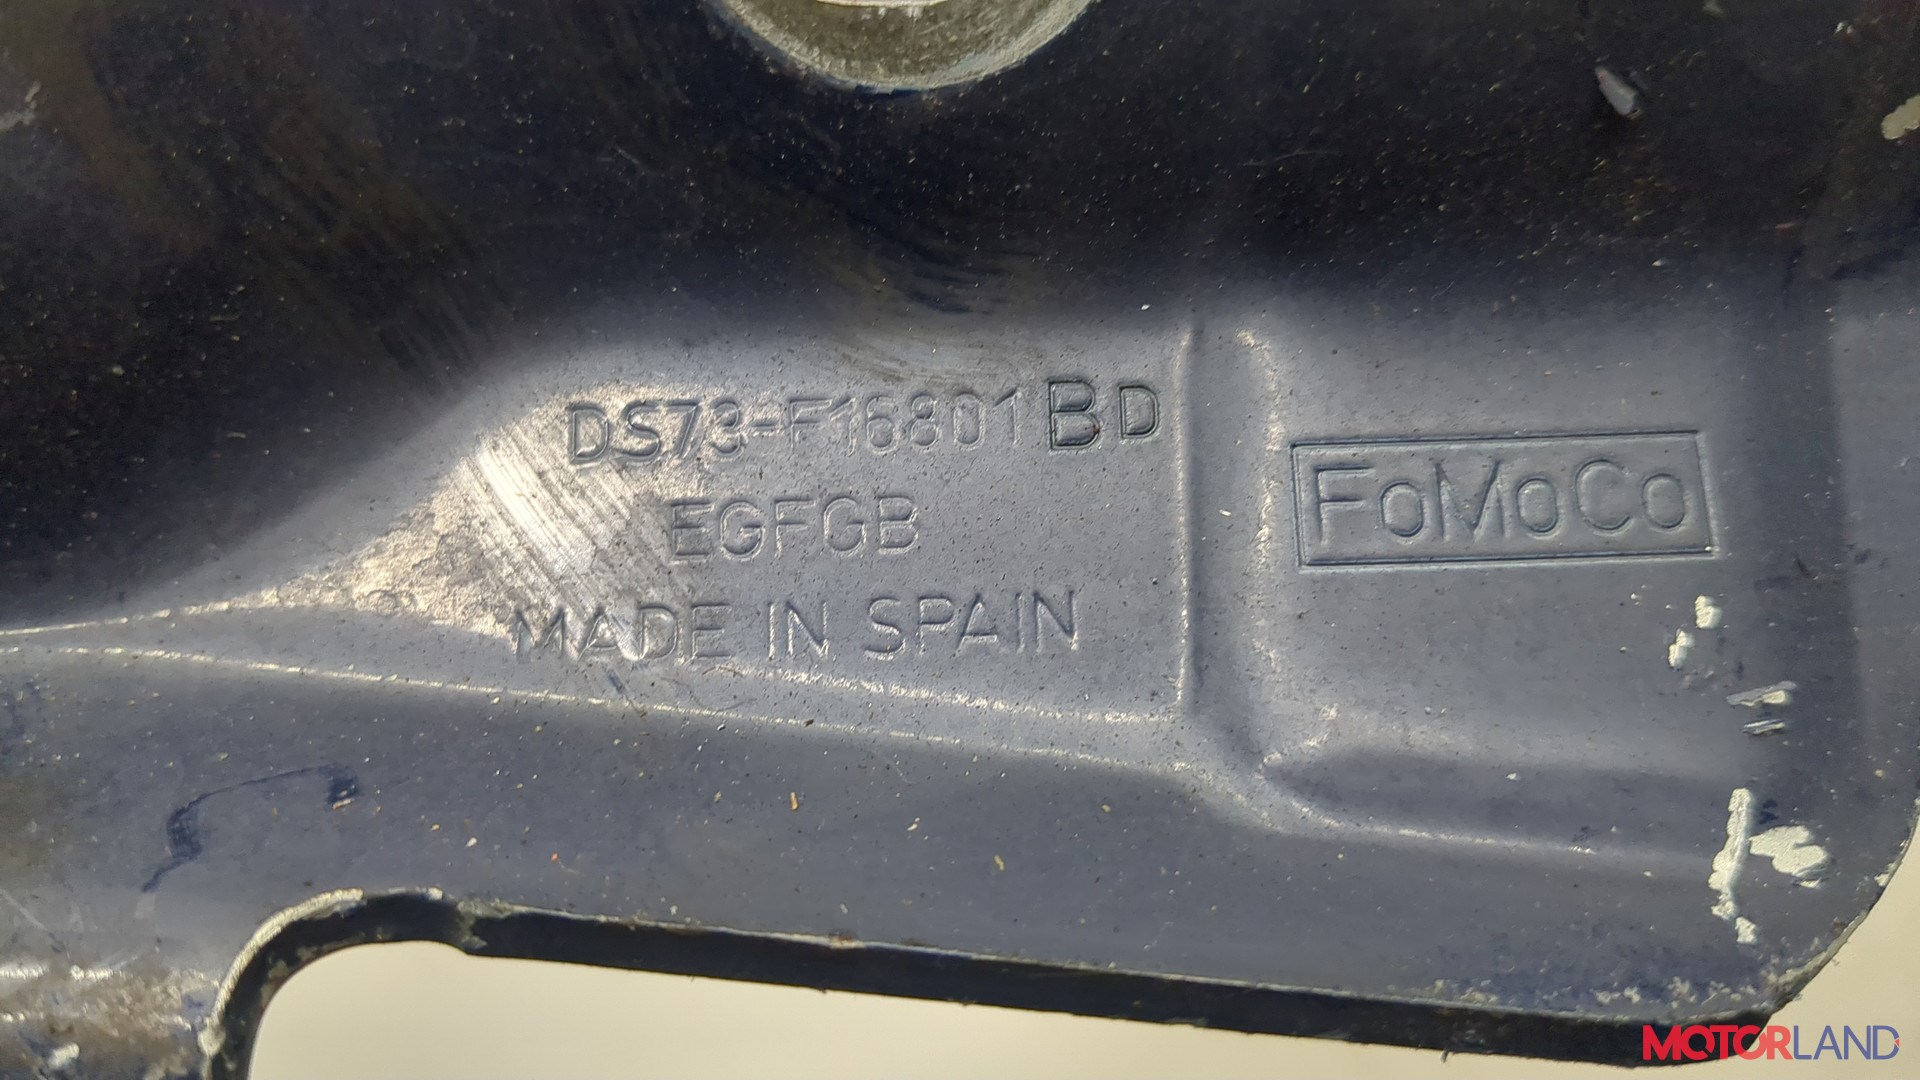 DS73-F16801BD
EGFGB
MADE IN SPAIN
FoMoCo
MOTORLAND